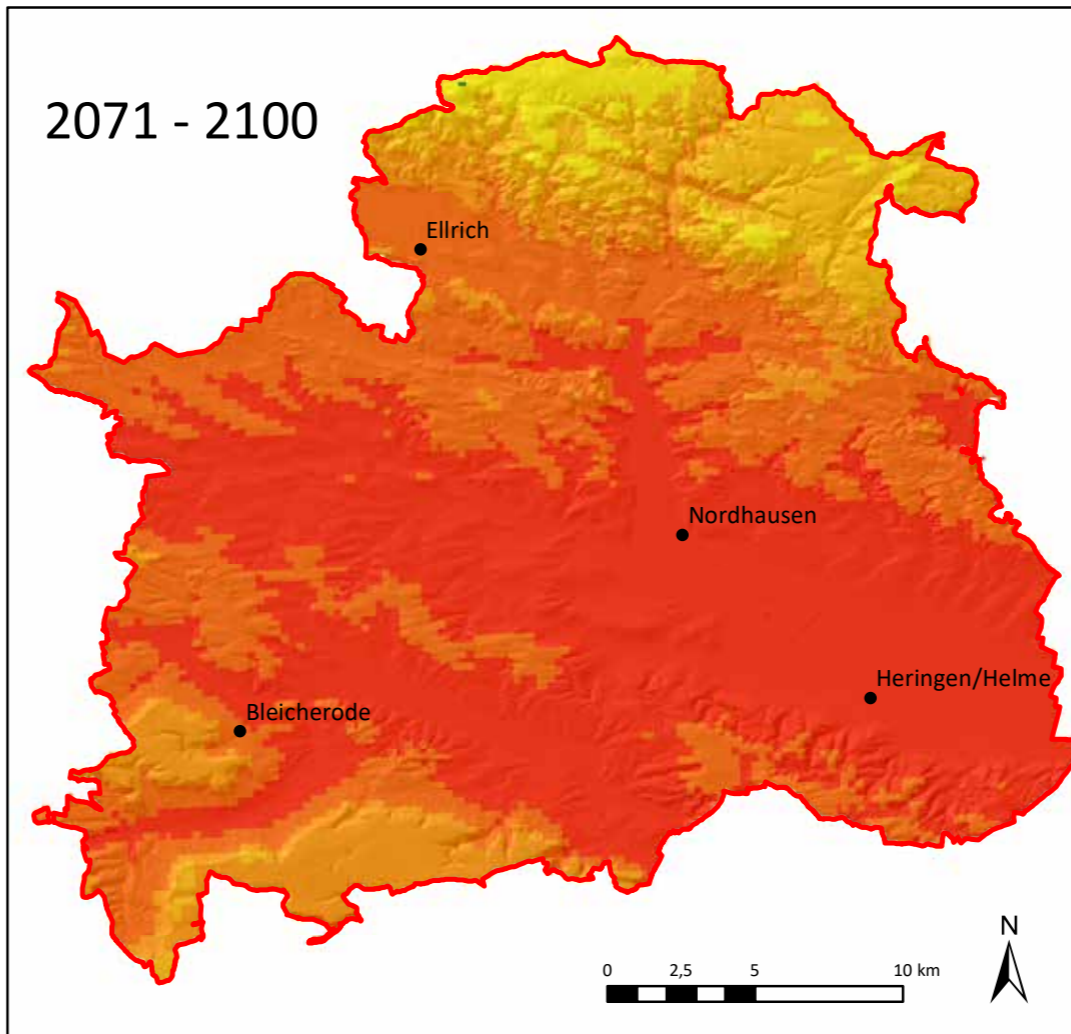 2071 - 2100
Ellrich
Nordhausen
Heringen/Helme
Bleicherode
N
0 2,5 5 10 km